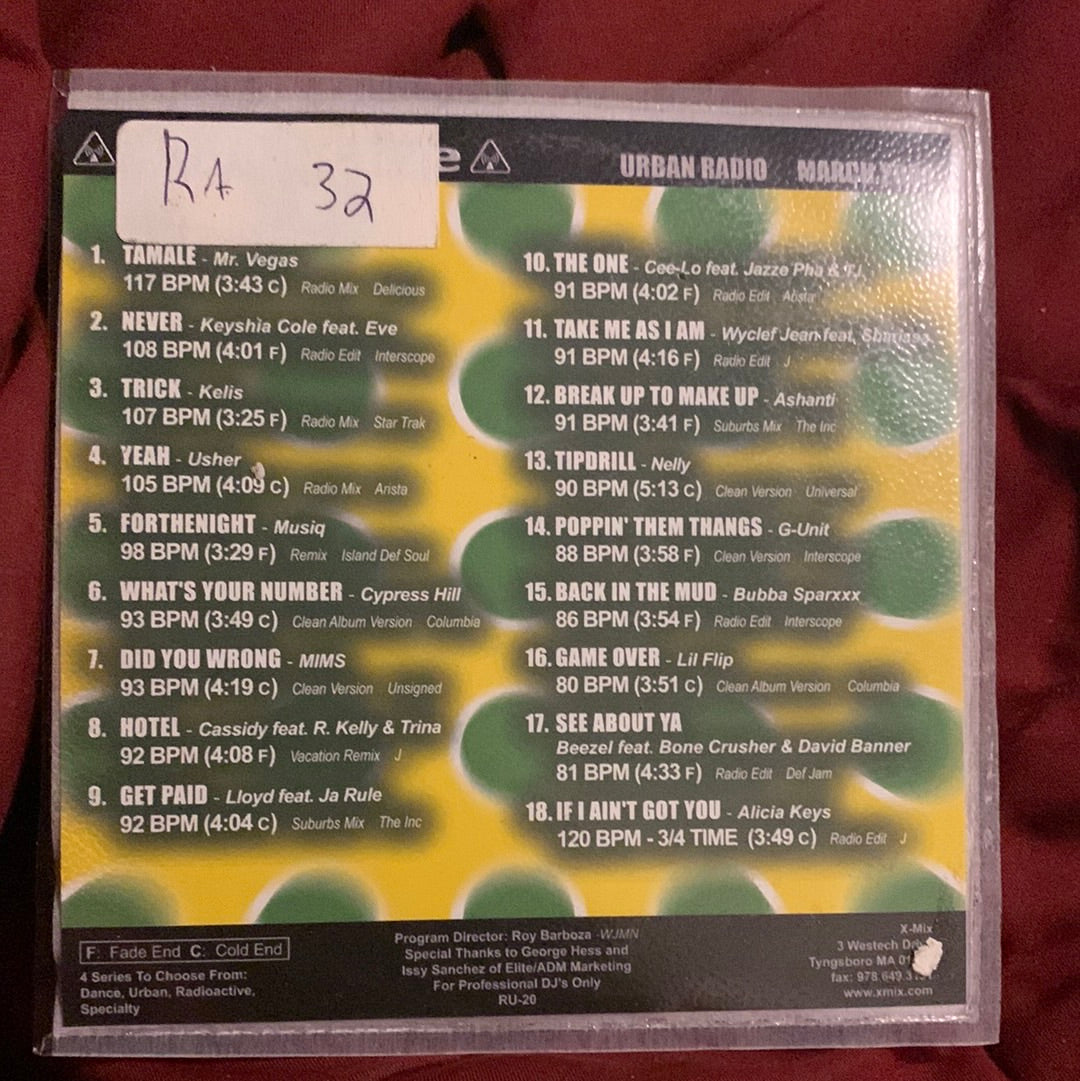 RA 32
e
URBAN RADIO MARCH
1. TAMALE - Mr. Vegas
117 BPM (3:43 C) Radio Mix Delicious
2. NEVER - Keyshia Cole feat. Eve
108 BPM (4:01 F) Radio Edit Interscope
3. TRICK - Kelis
107 BPM (3:25 F) Radio Mix Star Trak
4. YEAH - Usher
105 BPM (4:09 C) Radio Mix Arista
5. FORTHENIGHT - Musiq
98 BPM (3:29 F) Remix Island Def Soul
6. WHAT'S YOUR NUMBER - Cypress Hill
93 BPM (3:49 C) Clean Album Version Columbia
7. DID YOU WRONG - MIMS
93 BPM (4:19 C) Clean Version Unsigned
8. HOTEL - Cassidy feat. R. Kelly & Trina
92 BPM (4:08 F) Vacation Remix J
9. GET PAID - Lloyd feat. Ja Rule
92 BPM (4:04 C) Suburbs Mix The Inc
10. THE ONE - Cee-Lo feat. Jazze Pha & T.I.
91 BPM (4:02 F) Radio Edit Arista
11. TAKE ME AS I AM - Wyclef Jean feat.
91 BPM (4:16 F) Radio Edit J
12. BREAK UP TO MAKE UP - Ashanti
91 BPM (3:41 F) Suburbs Mix The Inc
13. TIPDRILL - Nelly
90 BPM (5:13 C) Clean Version Universal
14. POPPIN' THEM THANGS - G-Unit
88 BPM (3:58 F) Clean Version Interscope
15. BACK IN THE MUD - Bubba Sparxxx
86 BPM (3:54 F) Radio Edit Interscope
16. GAME OVER - Lil Flip
80 BPM (3:51 C) Clean Album Version Columbia
17. SEE ABOUT YA
Beezel feat. Bone Crusher & David Banner
81 BPM (4:33 F) Radio Edit Def Jam
18. IF I AIN'T GOT YOU - Alicia Keys
120 BPM - 3/4 TIME (3:49 C) Radio Edit J
F: Fade End C: Cold End
4 Series To Choose From:
Dance, Urban, Radioactive,
Specialty
Program Director: Roy Barboza -WJMN
Special Thanks to George Hess and
Issy Sanchez of Elite/ADM Marketing
For Professional DJ's Only
RU-20
X-Mix
3 Westech
Tyngsboro MA
fax: 978.649
www.xmix.com